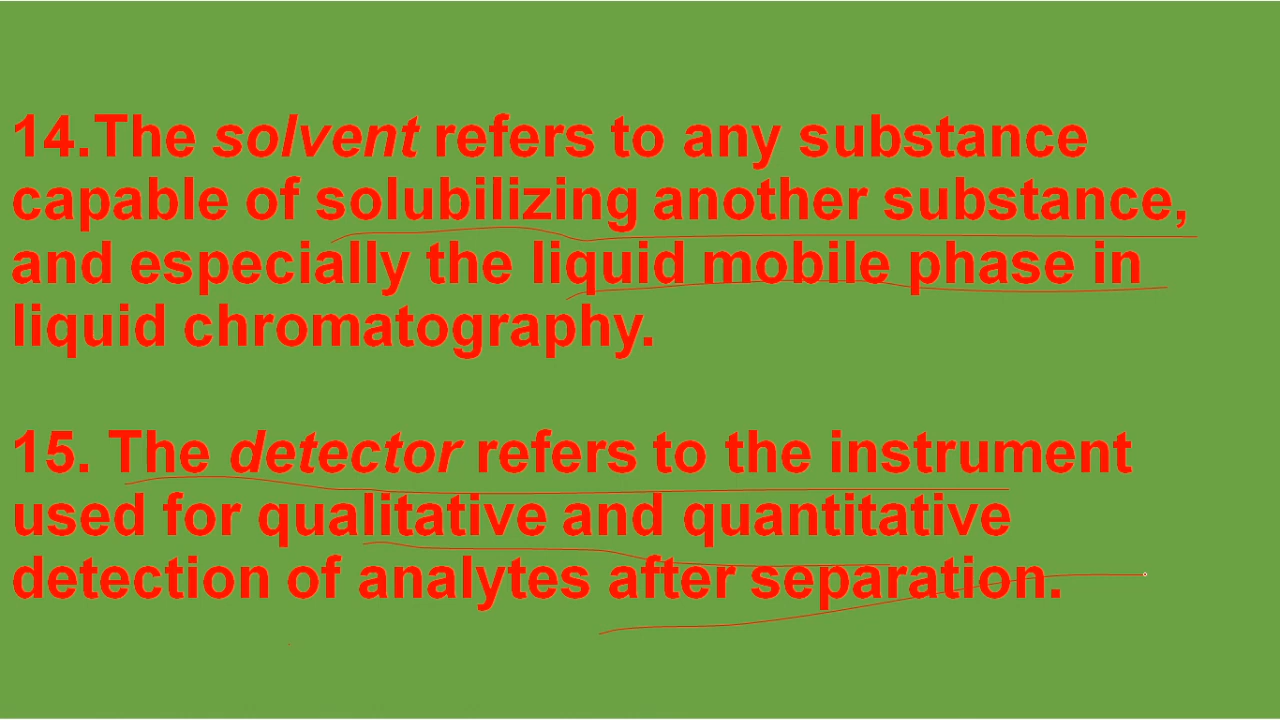 14.The solvent refers to any substance
capable of solubilizing another substance,
and especially the liquid mobile phase in
liquid chromatography.
15. The detector refers to the instrument
used for qualitative and quantitative
detection of analytes after separation.